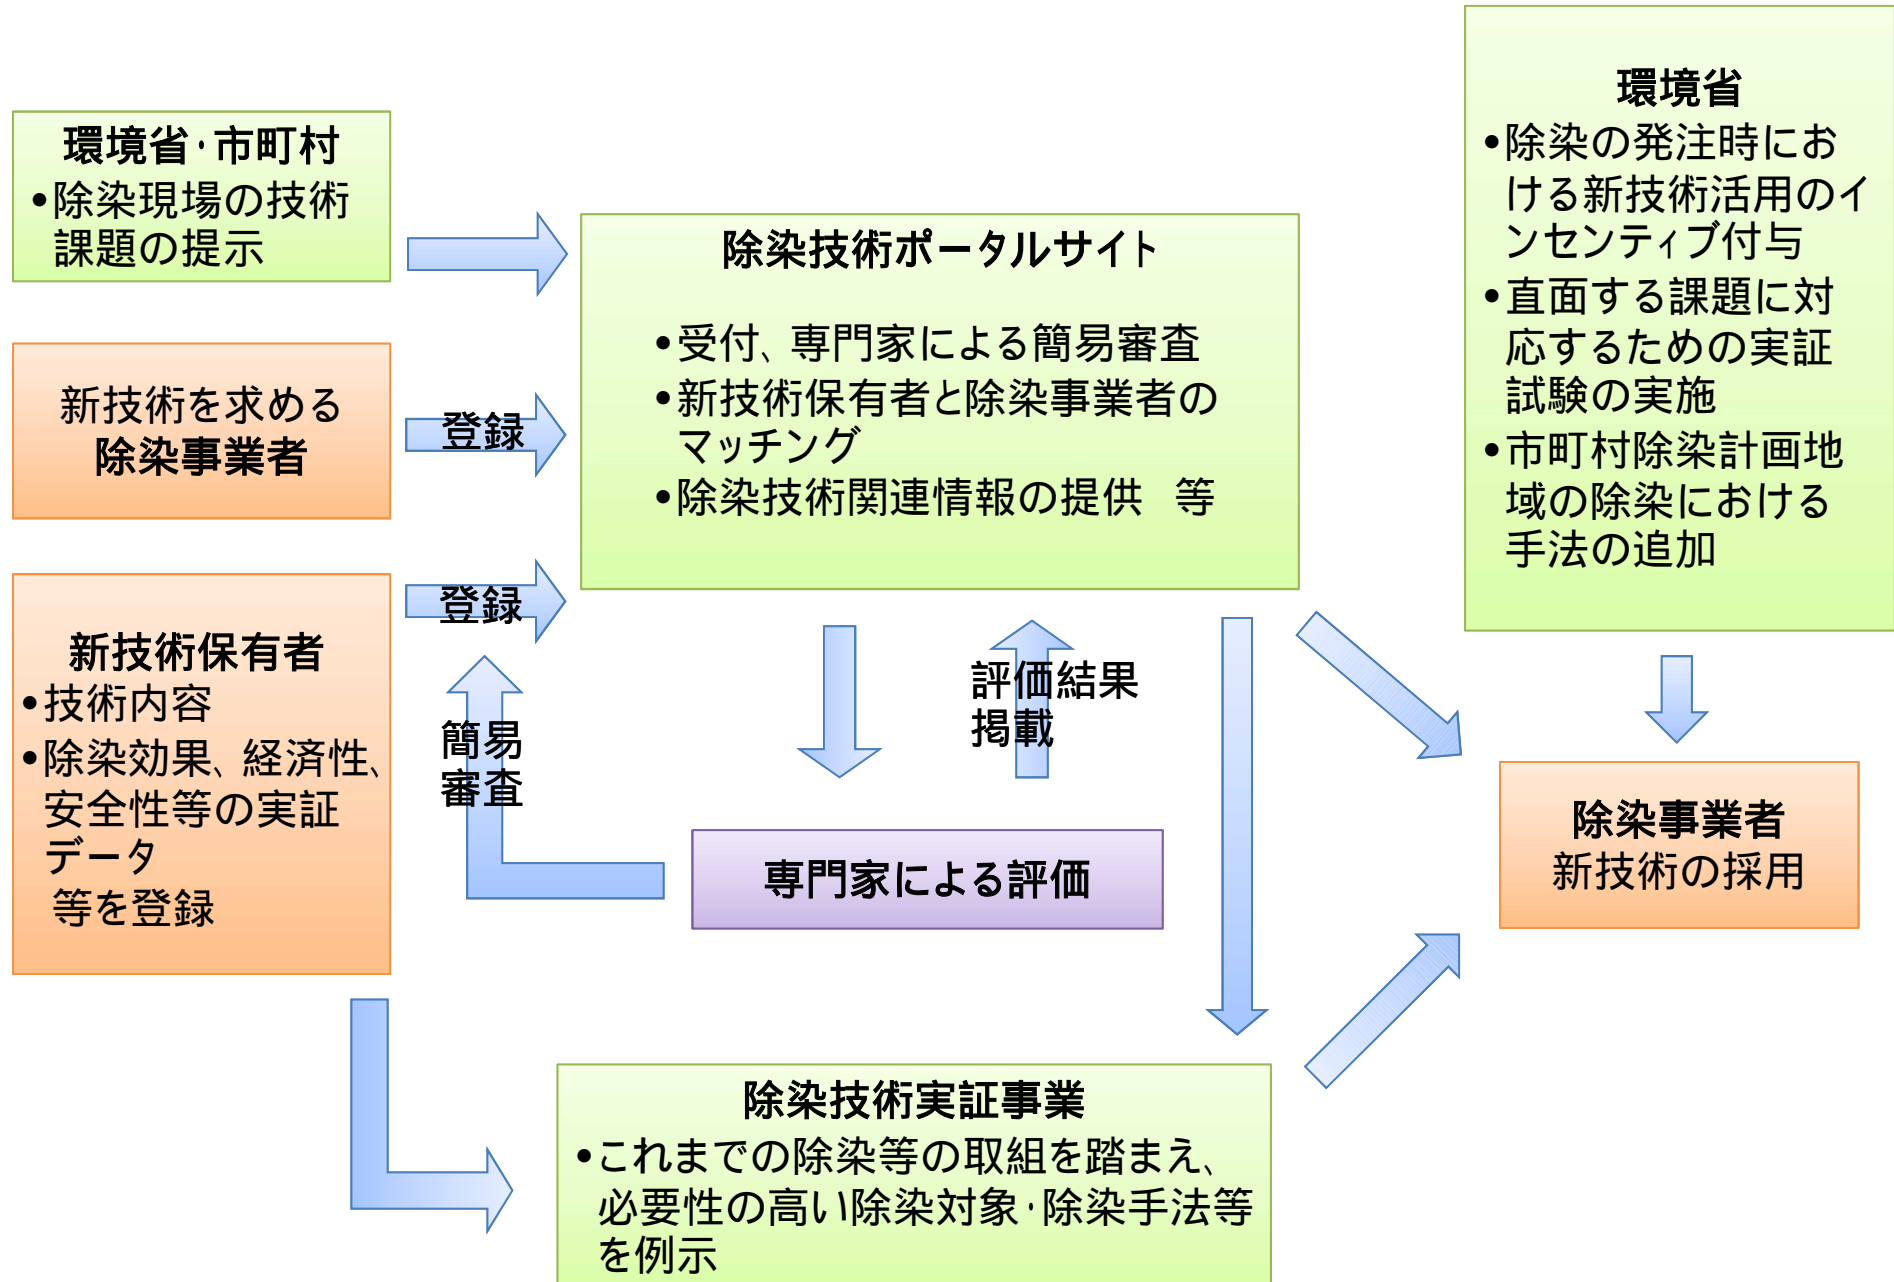 環境省・市町村
•除染現場の技術
課題の提示
新技術を求める
除染事業者
新技術保有者
•技術内容
•除染効果、経済性、
安全性等の実証
データ
等を登録
登録
登録
簡易
審査
除染技術ポータルサイト
•受付、専門家による簡易審査
•新技術保有者と除染事業者の
マッチング
•除染技術関連情報の提供　等
評価結果
掲載
専門家による評価
除染技術実証事業
•これまでの除染等の取組を踏まえ、
必要性の高い除染対象・除染手法等
を例示
環境省
•除染の発注時にお
ける新技術活用のイ
ンセンティブ付与
•直面する課題に対
応するための実証
試験の実施
•市町村除染計画地
域の除染における
手法の追加
除染事業者
新技術の採用